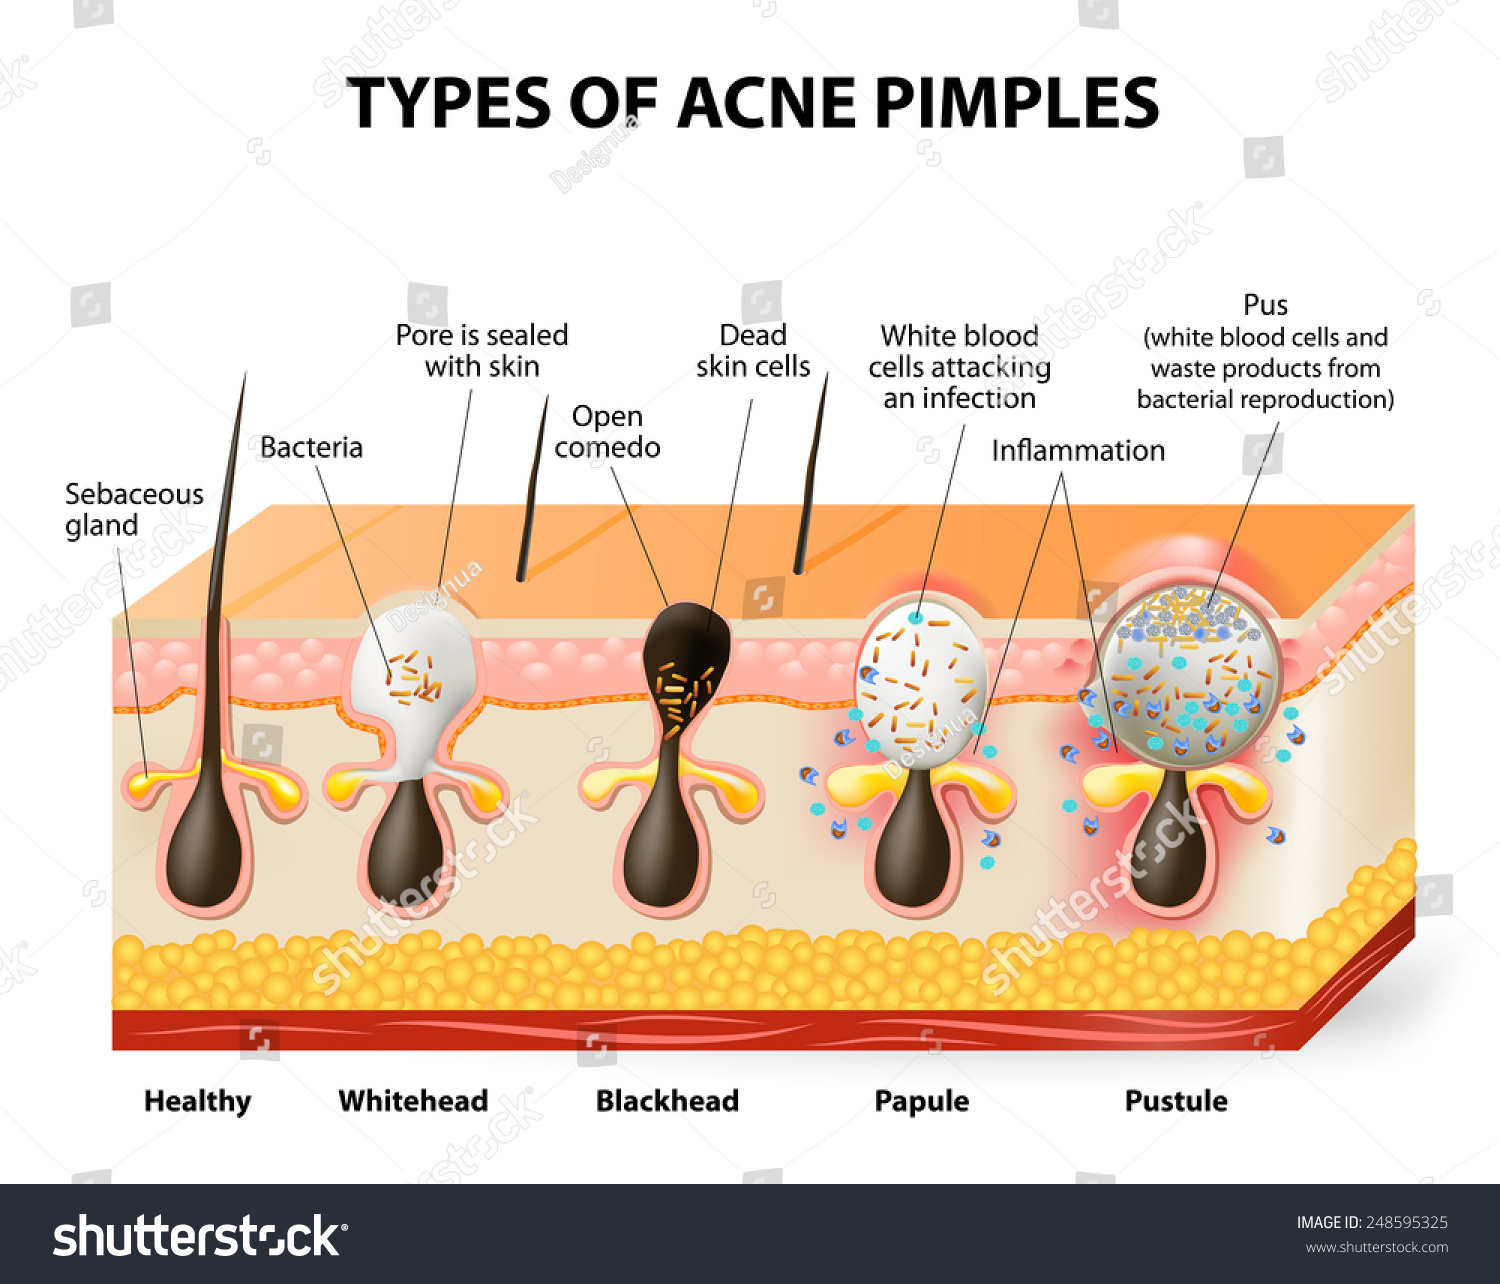 TYPES OF ACNE PIMPLES
Pus
(white blood cells and
waste products from
bacterial reproduction)
Pore is sealed
with skin
Dead
skin cells
White blood
cells attacking
an infection
Open
comedo
Bacteria
Inflammation
Sebaceous
gland
Healthy
Whitehead
Blackhead
Papule
Pustule
shutterstock
Designua
shutterstock
IMAGE ID: 248595325
www.shutterstock.com